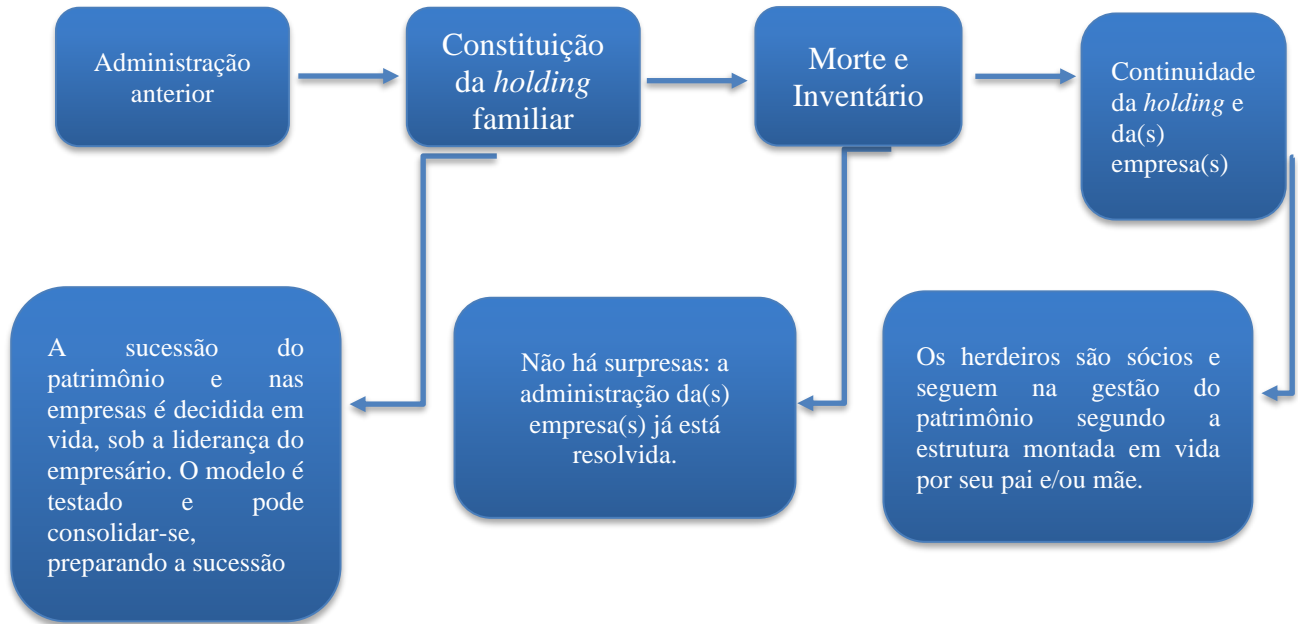 Administração
anterior
Constituição
da holding
familiar
Morte e
Inventário
Continuidade
da holding e
da(s)
empresa(s)
A sucessão do
patrimônio e nas
empresas é decidida em
vida, sob a liderança do
empresário. O modelo é
testado e pode
consolidar-se,
preparando a sucessão
Não há surpresas: a
administração da(s)
empresa(s) já está
resolvida.
Os herdeiros são sócios e
seguem na gestão do
patrimônio segundo a
estrutura montada em vida
por seu pai e/ou mãe.